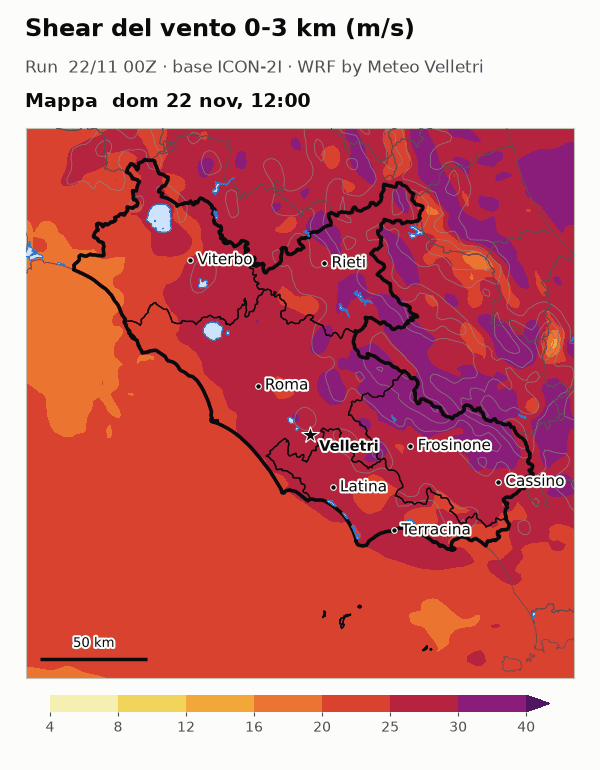 Shear del vento 0-3 km (m/s)
Run  22/11 00Z · base ICON-2I · WRF by Meteo Velletri
Mappa  dom 22 nov, 12:00
Viterbo
Rieti
Roma
Velletri
Frosinone
Cassino
Latina
Terracina
50 km
4 8 12 16 20 25 30 40